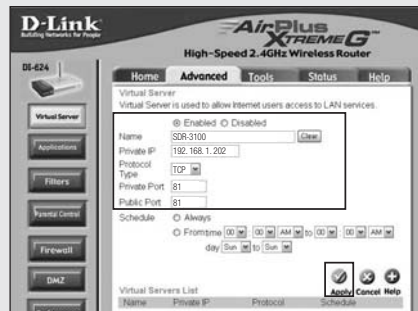 D-Link
Building Networks for People
AirPlus
XTREME G
High-Speed 2.4GHz Wireless Router
DI-624
Home Advanced Tools Status Help
Virtual Server
Virtual Server is used to allow Internet users access to LAN services.
Virtual Server
Enabled Disabled
Name SDR-3100 Clear
Applications
Private IP 192.168.1.202
Protocol
Type TCP
Filters
Private Port 81
Public Port 81
Parental Control
Schedule Always
From time 00 : 00 AM to 00 : 00 AM
day Sun to Sun
Firewall
DMZ
Apply Cancel Help
Virtual Servers List
Name Private IP Protocol Schedule